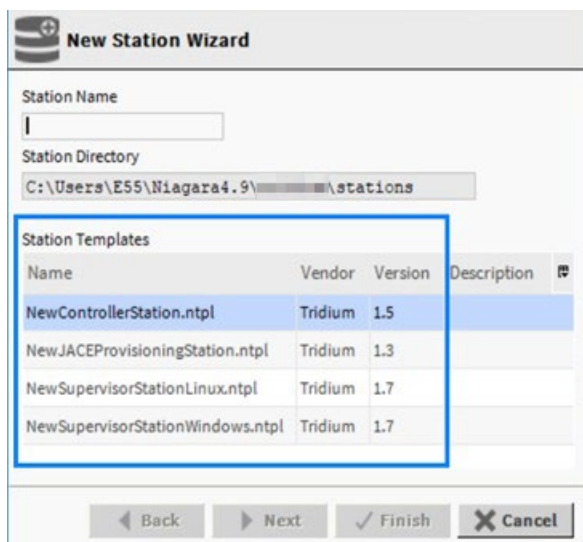 New Station Wizard
Station Name
Station Directory
C:\Users\E55\Niagara4.9\ \stations
Station Templates
Name Vendor Version Description
NewControllerStation.ntpl Tridium 1.5
NewJACEProvisioningStation.ntpl Tridium 1.3
NewSupervisorStationLinux.ntpl Tridium 1.7
NewSupervisorStationWindows.ntpl Tridium 1.7
Back Next Finish Cancel